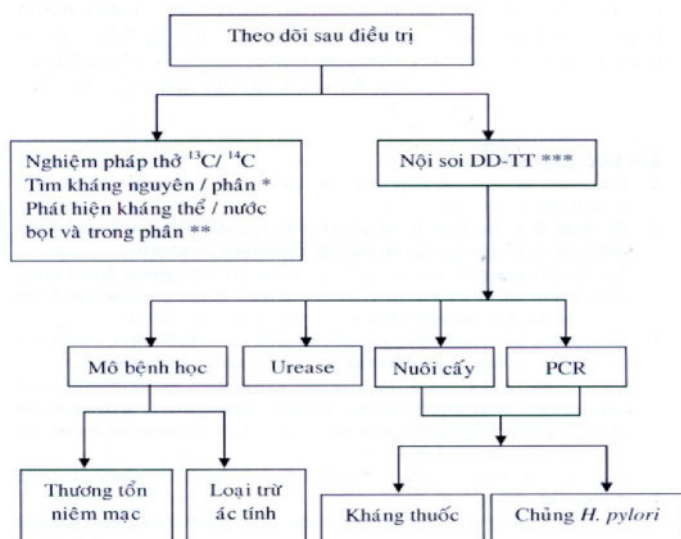 Theo dõi sau điều trị
Nghiệm pháp thở ¹³C/ ¹⁴C
Tìm kháng nguyên / phân *
Phát hiện kháng thể / nước
bọt và trong phân **
Nội soi DD-TT ***
Mô bệnh học
Urease
Nuôi cấy
PCR
Thương tổn
niêm mạc
Loại trừ
ác tính
Kháng thuốc
Chủng H. pylori